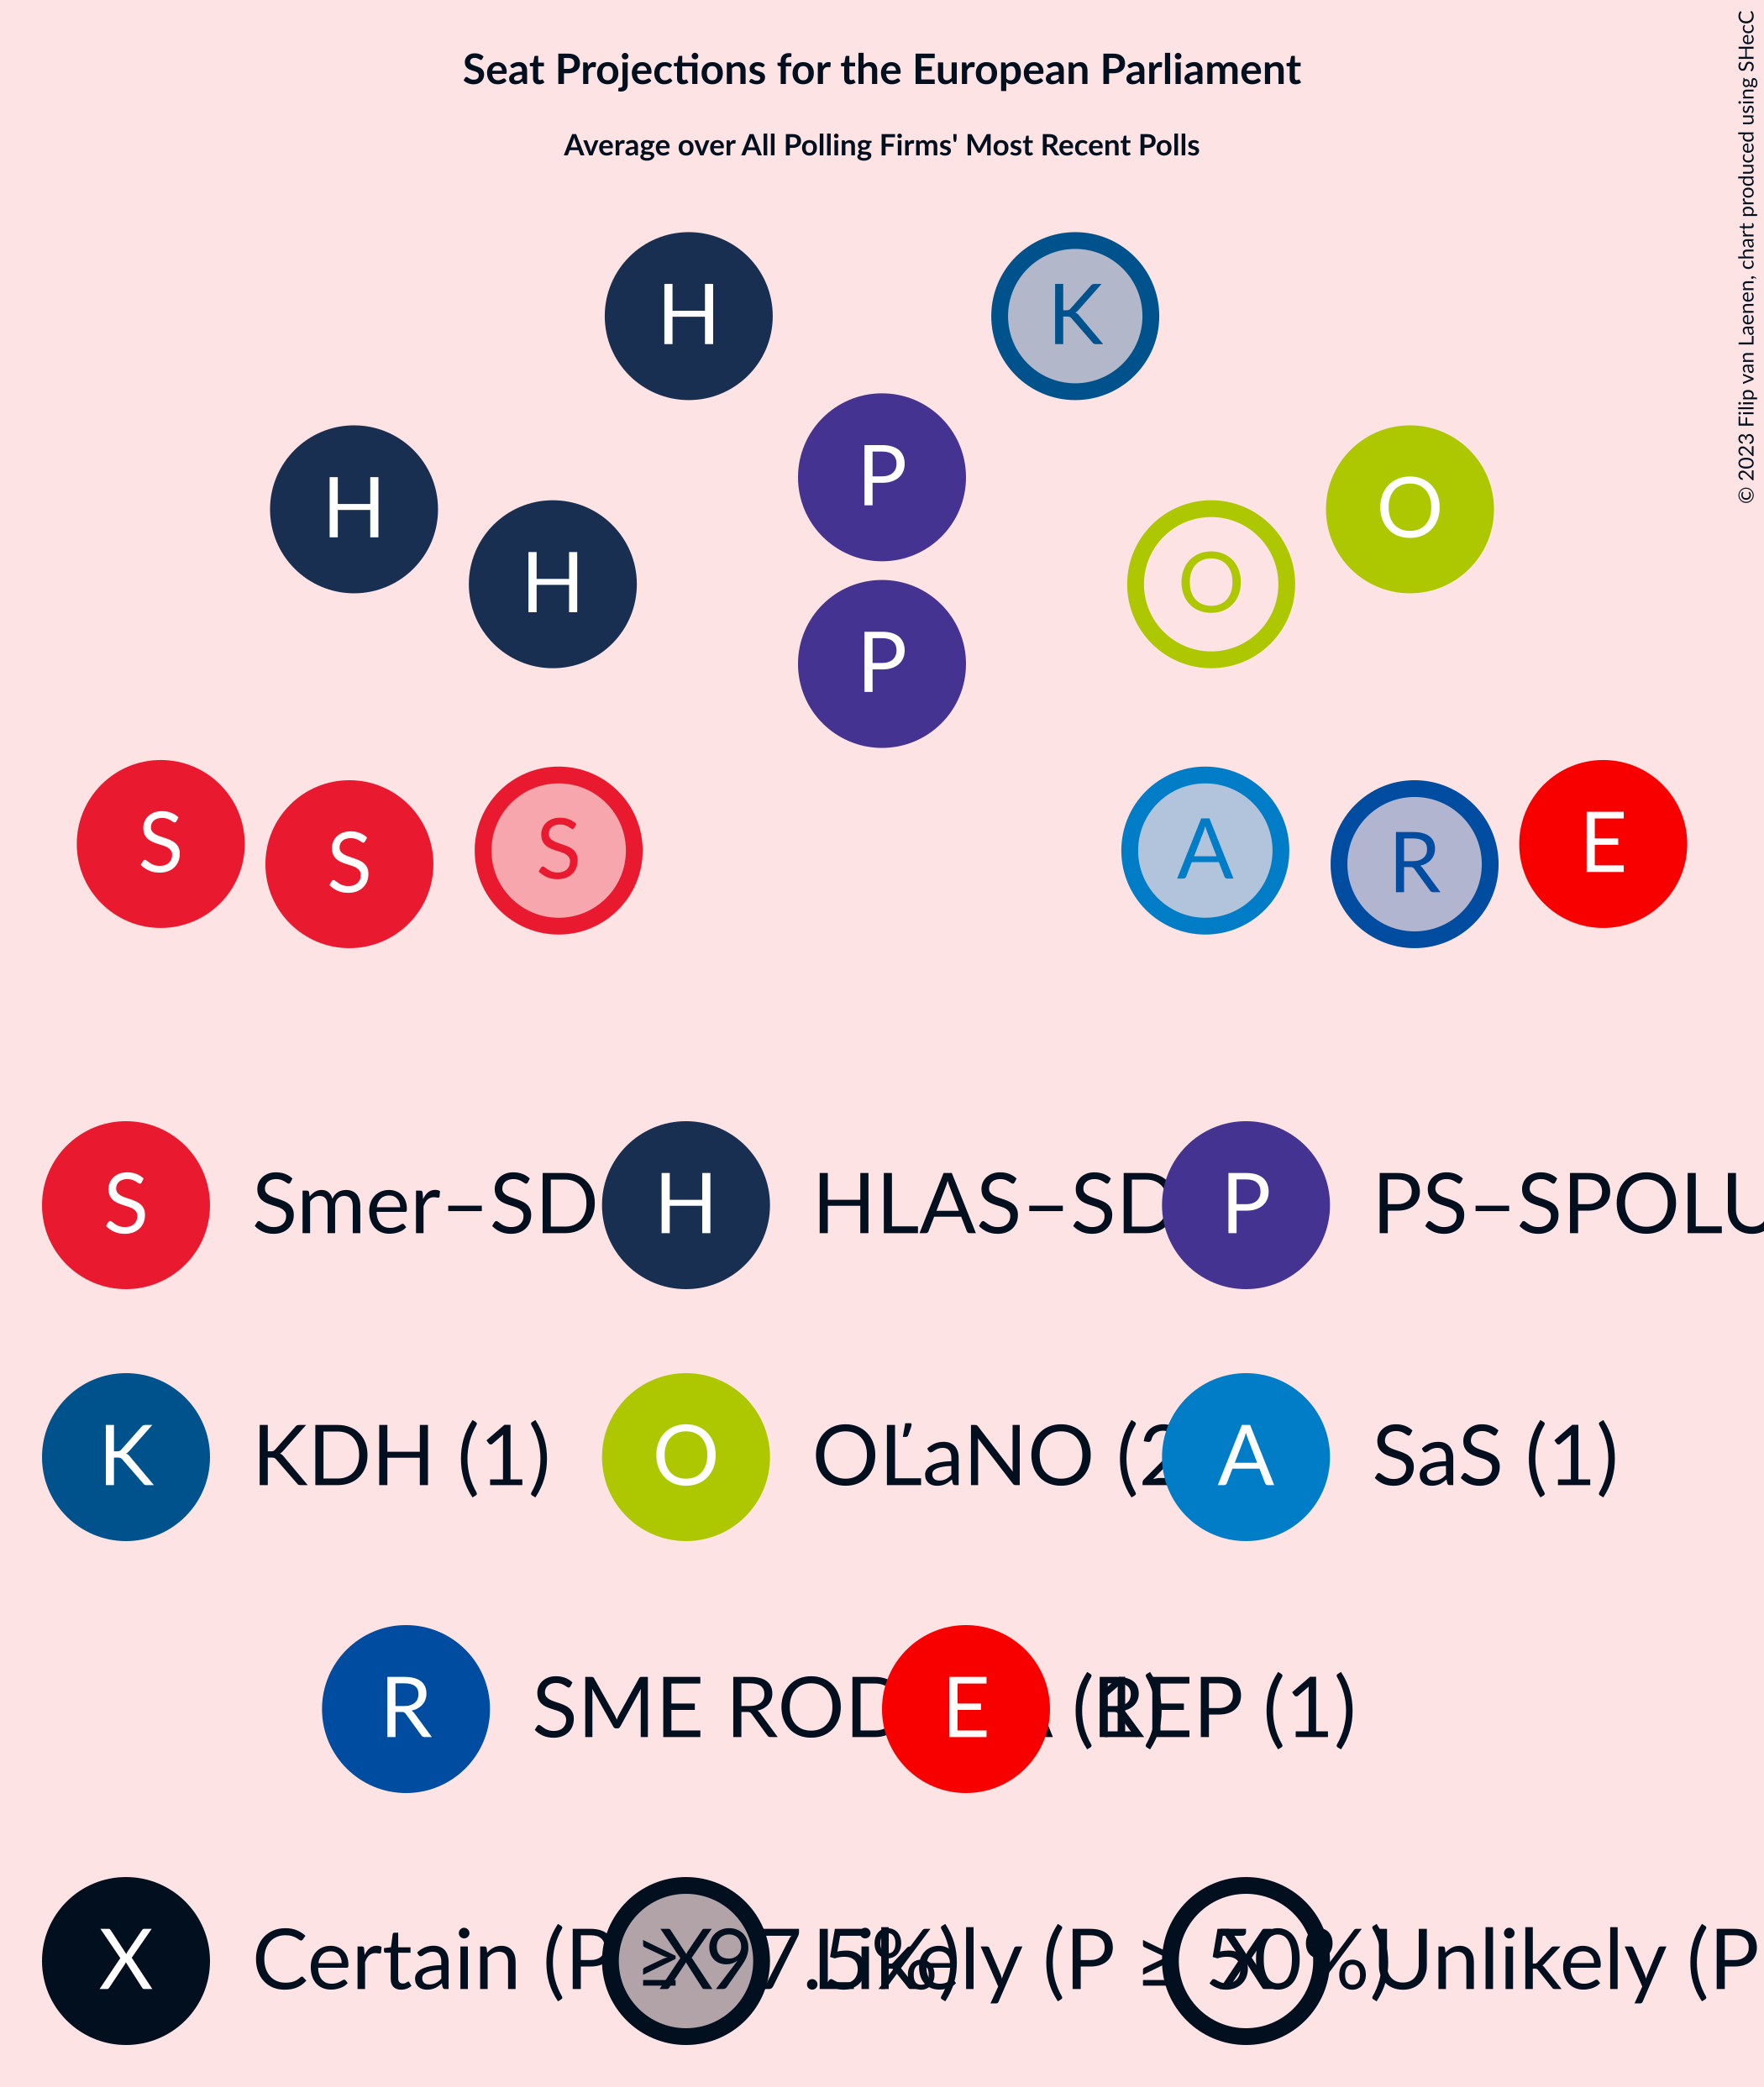 Seat Projections for the European Parliament
Average over All Polling Firms' Most Recent Polls
© 2023 Filip van Laenen, chart produced using SHecC
H K
P
H O
H O
P
S S S A R E
S Smer–SD H HLAS–SD P PS–SPOLU
K KDH (1) O OĽaNO (2 A SaS (1)
R SME ROD E (1) REP (1)
X Certain (P ≥ 97.5%) X Likely (P ≥ 50%) X Unlikely (P